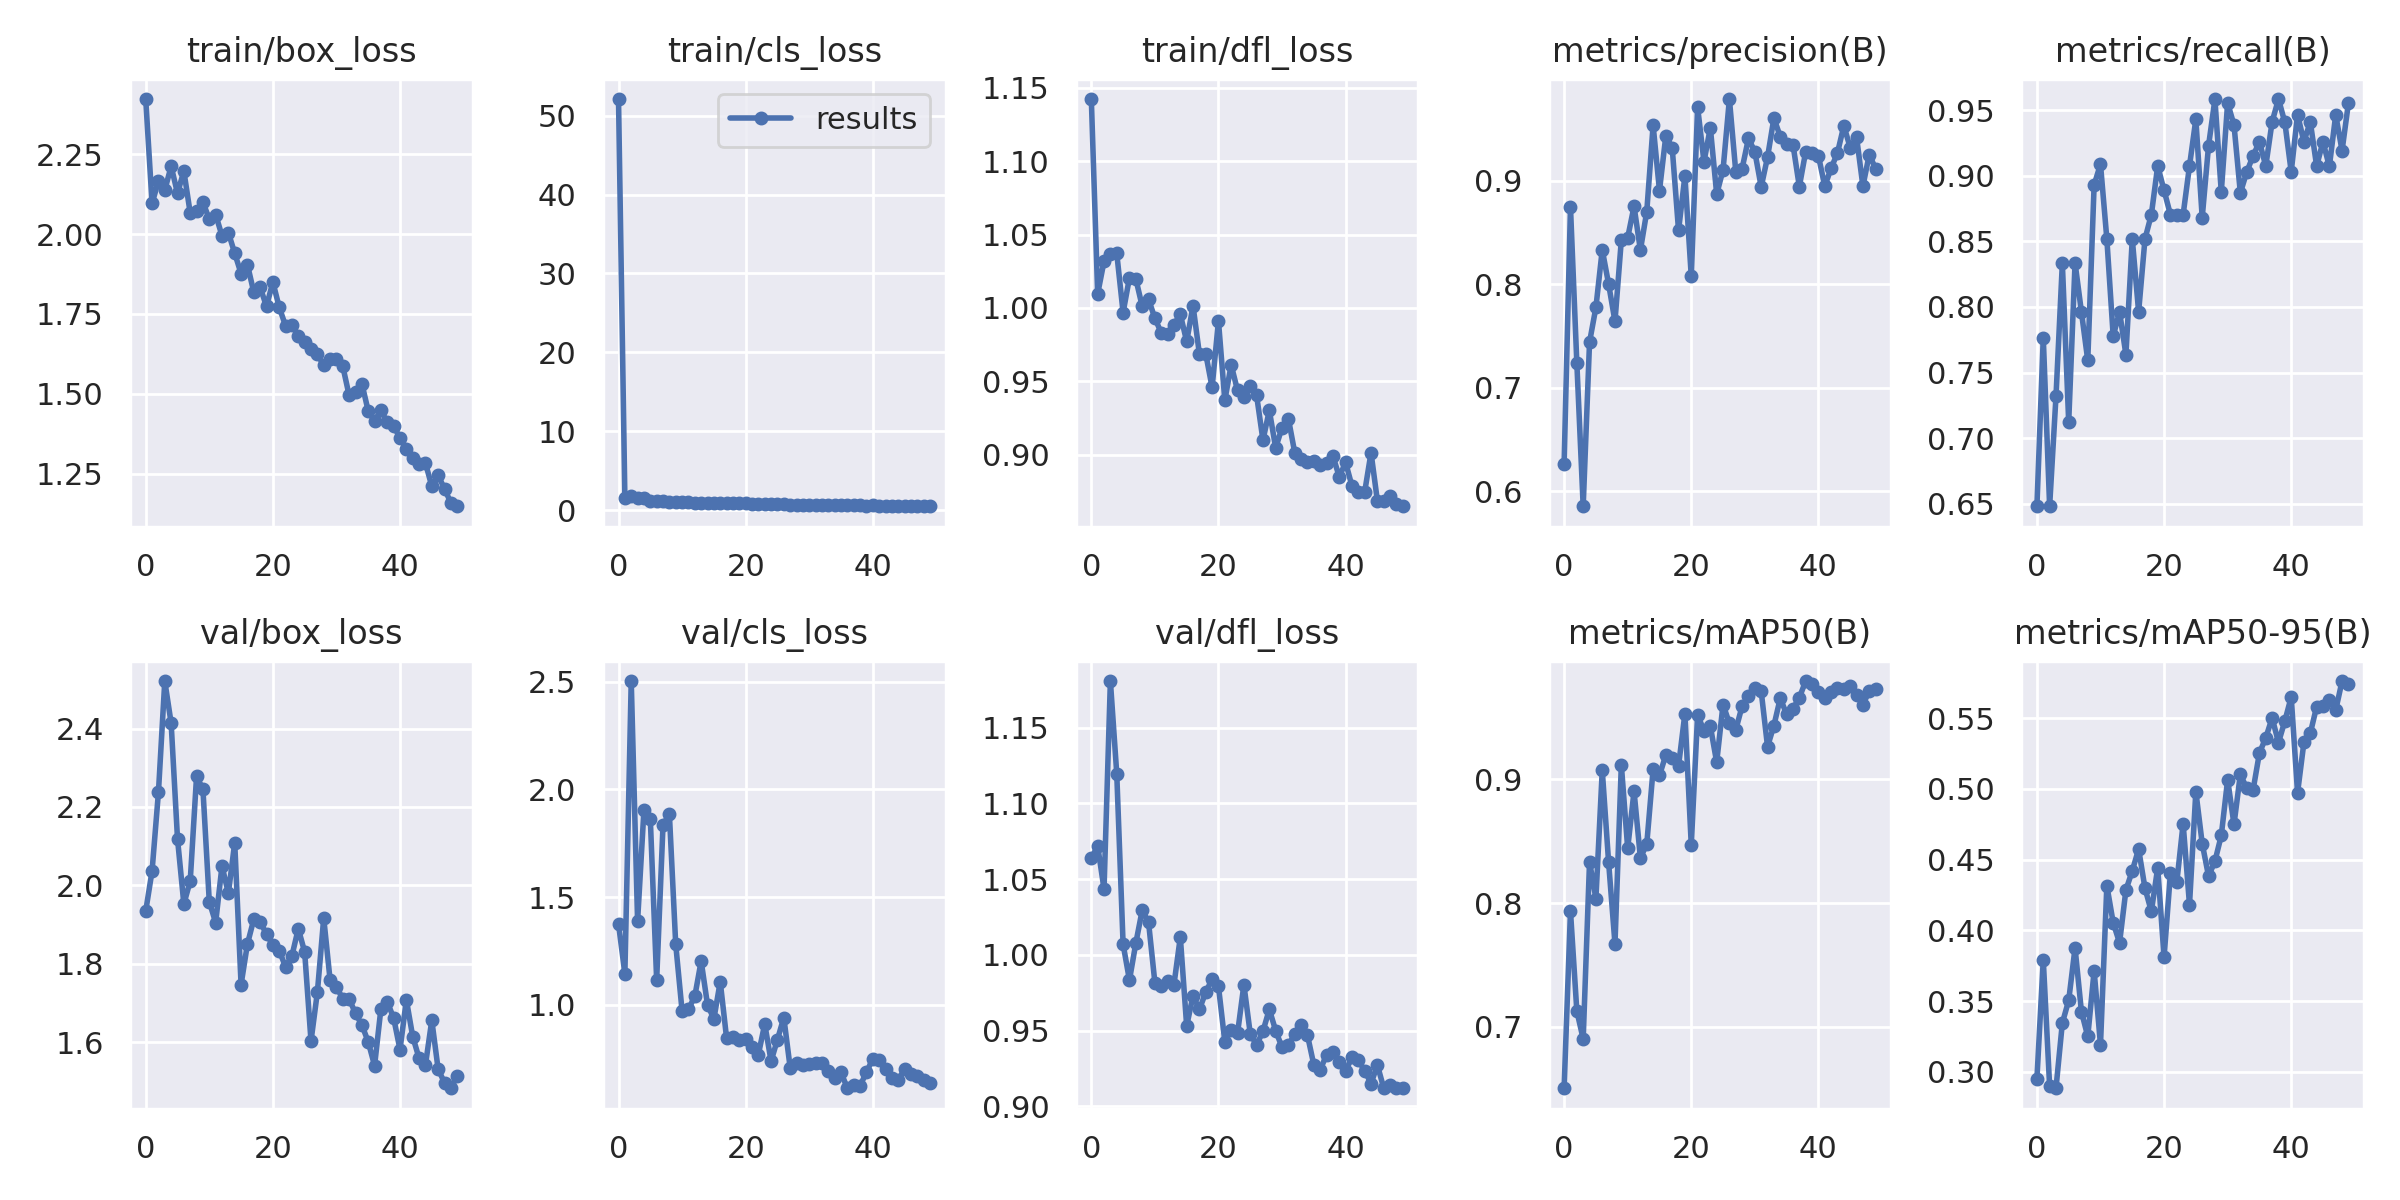 train/box_loss
train/cls_loss
train/dfl_loss
metrics/precision(B)
metrics/recall(B)
2.25
2.00
1.75
1.50
1.25
0 20 40
50
40
30
20
10
0
results
0 20 40
1.15
1.10
1.05
1.00
0.95
0.90
0 20 40
0.9
0.8
0.7
0.6
0 20 40
0.95
0.90
0.85
0.80
0.75
0.70
0.65
0 20 40
val/box_loss
val/cls_loss
val/dfl_loss
metrics/mAP50(B)
metrics/mAP50-95(B)
2.4
2.2
2.0
1.8
1.6
0 20 40
2.5
2.0
1.5
1.0
0 20 40
1.15
1.10
1.05
1.00
0.95
0.90
0 20 40
0.9
0.8
0.7
0 20 40
0.55
0.50
0.45
0.40
0.35
0.30
0 20 40